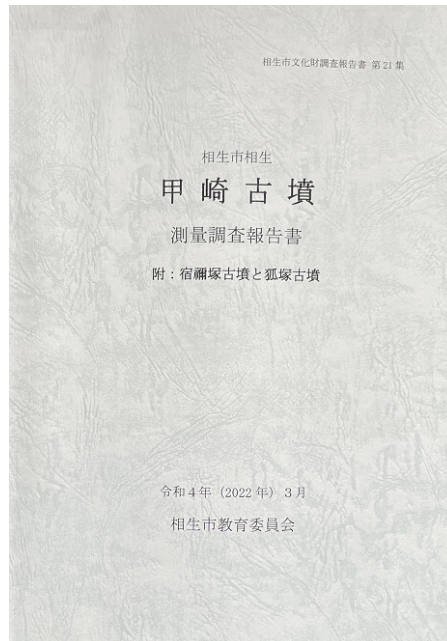 相生市文化財調査報告書 第21集
相生市相生
甲崎古墳
測量調査報告書
附：宿禰塚古墳と狐塚古墳
令和４年（2022年）３月
相生市教育委員会